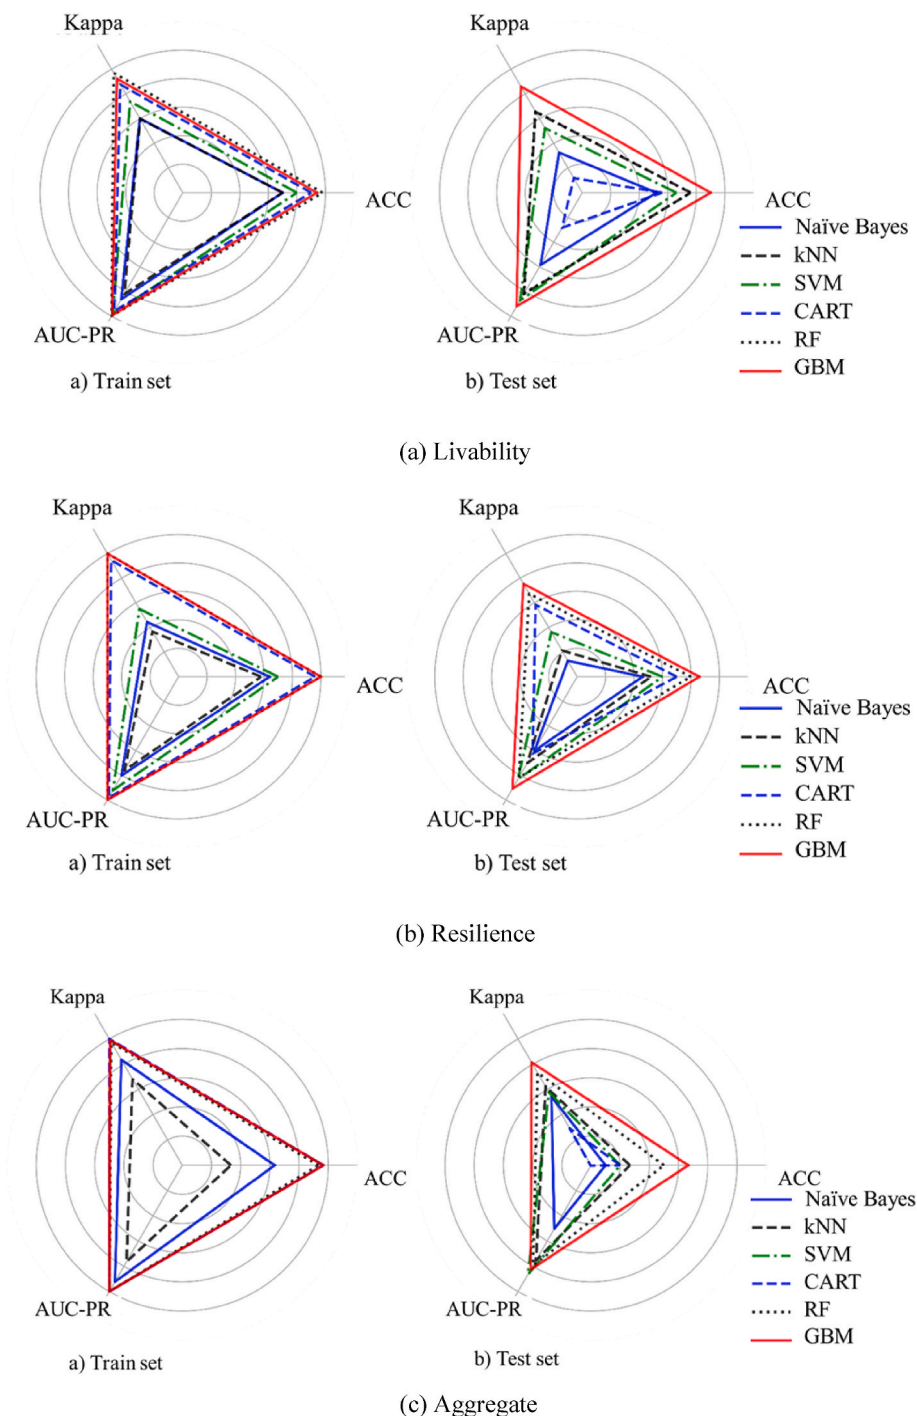 Kappa
Kappa
ACC
ACC
Naïve Bayes
kNN
SVM
CART
RF
GBM
AUC-PR
AUC-PR
a) Train set
b) Test set
(a) Livability
Kappa
Kappa
ACC
ACC
Naïve Bayes
kNN
SVM
CART
RF
GBM
AUC-PR
AUC-PR
a) Train set
b) Test set
(b) Resilience
Kappa
Kappa
ACC
ACC
Naïve Bayes
kNN
SVM
CART
RF
GBM
AUC-PR
AUC-PR
a) Train set
b) Test set
(c) Aggregate